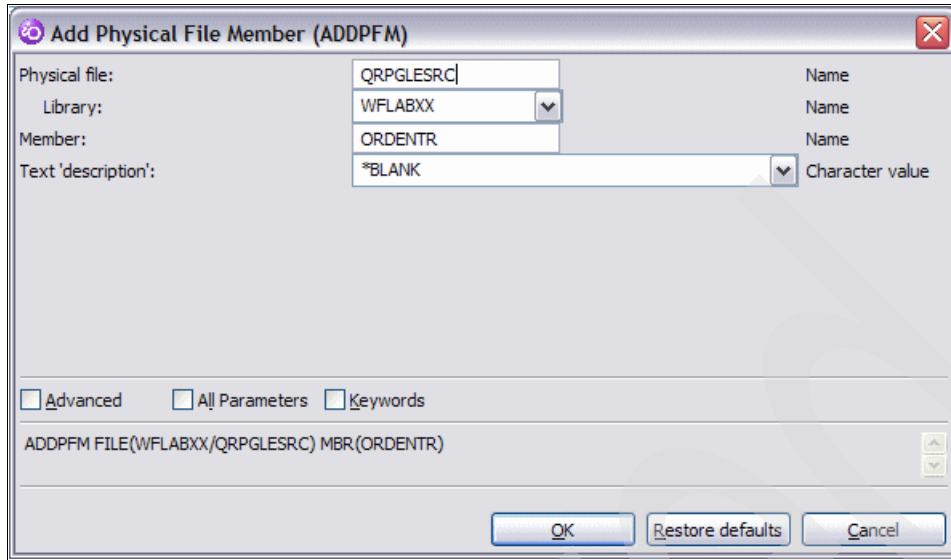 Add Physical File Member (ADDPFM)
Physical file: QRPGLESRC Name
Library: WFLABXX Name
Member: ORDENTR Name
Text 'description': *BLANK Character value
Advanced All Parameters Keywords
ADDPFM FILE(WFLABXX/QRPGLESRC) MBR(ORDENTR)
OK Restore defaults Cancel